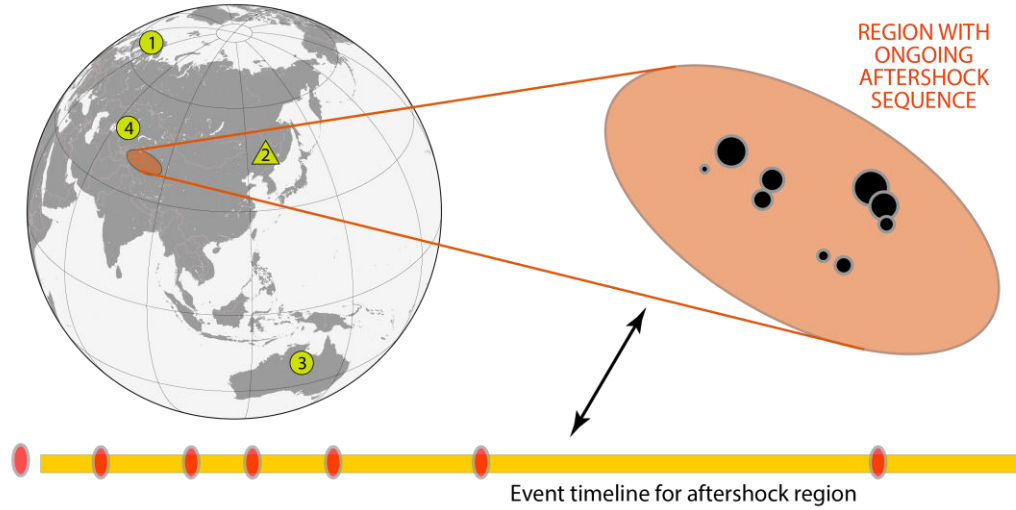 1
REGION WITH
ONGOING
AFTERSHOCK
SEQUENCE
4
2
3
Event timeline for aftershock region